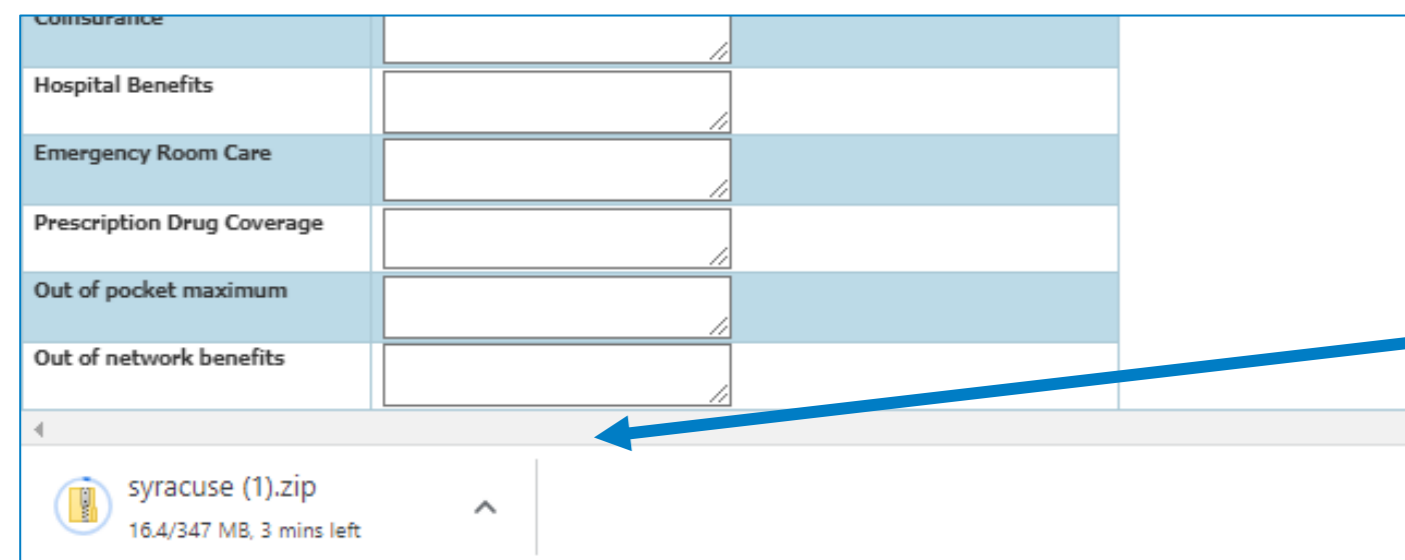 Coinsurance
Hospital Benefits
Emergency Room Care
Prescription Drug Coverage
Out of pocket maximum
Out of network benefits
syracuse (1).zip
16.4/347 MB, 3 mins left